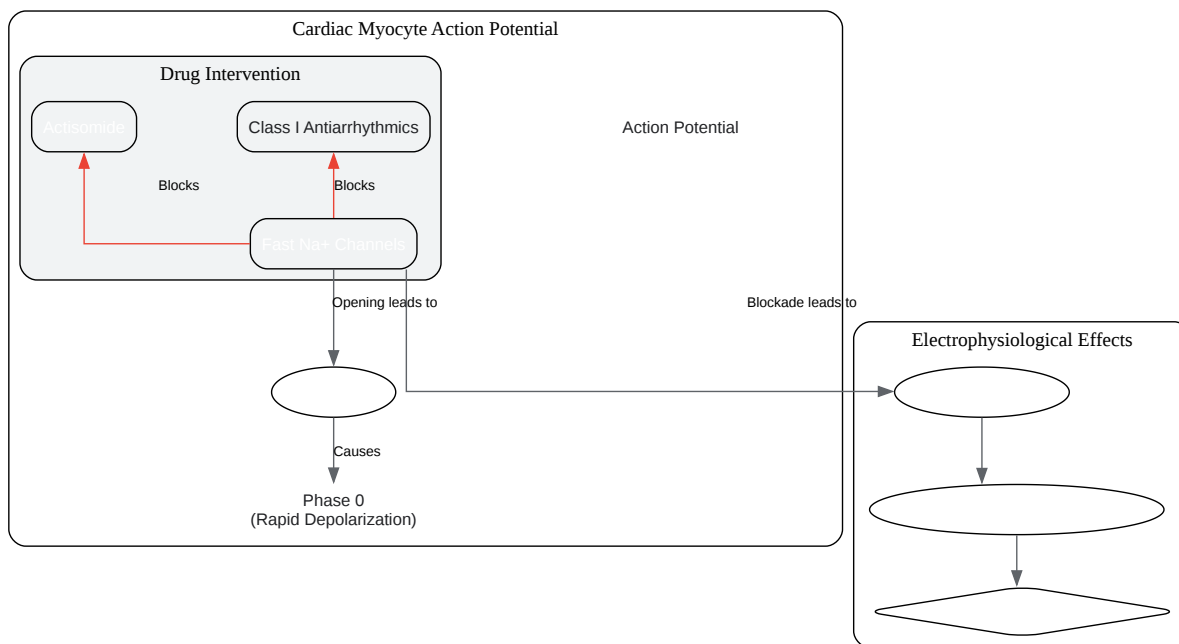 Cardiac Myocyte Action Potential
Drug Intervention
Actisomide
Class I Antiarrhythmics
Action Potential
Blocks
Blocks
Fast Na+ Channels
Opening leads to
Blockade leads to
Electrophysiological Effects
Causes
Phase 0
(Rapid Depolarization)